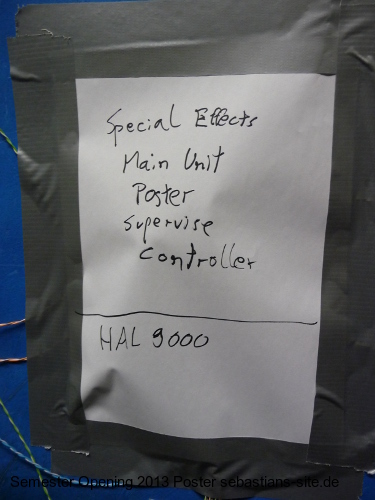 Special Effects
Main Unit
Poster
Supervise
Controller
HAL 9000
© Semester Opening 2013 Poster sebastians-site.de